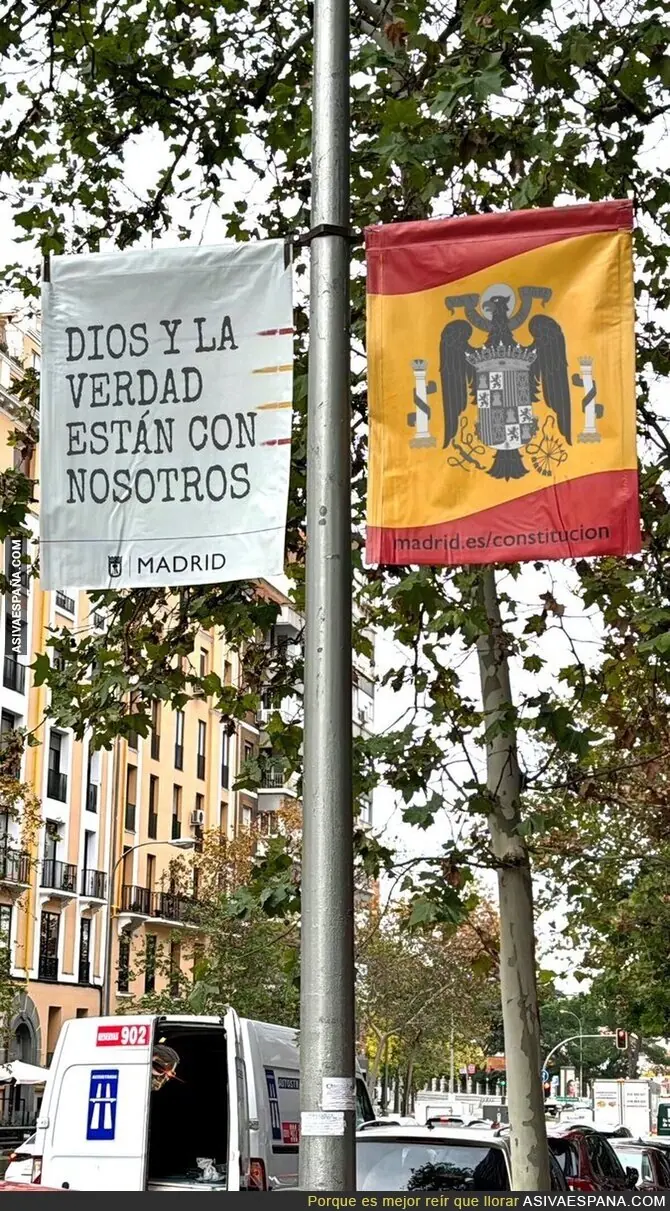 DIOS Y LA
VERDAD
ESTÁN CON
NOSOTROS
MADRID
madrid.es/constitucion
ASIVAESPANA.COM
902
Porque es mejor reír que llorar ASIVAESPANA.COM